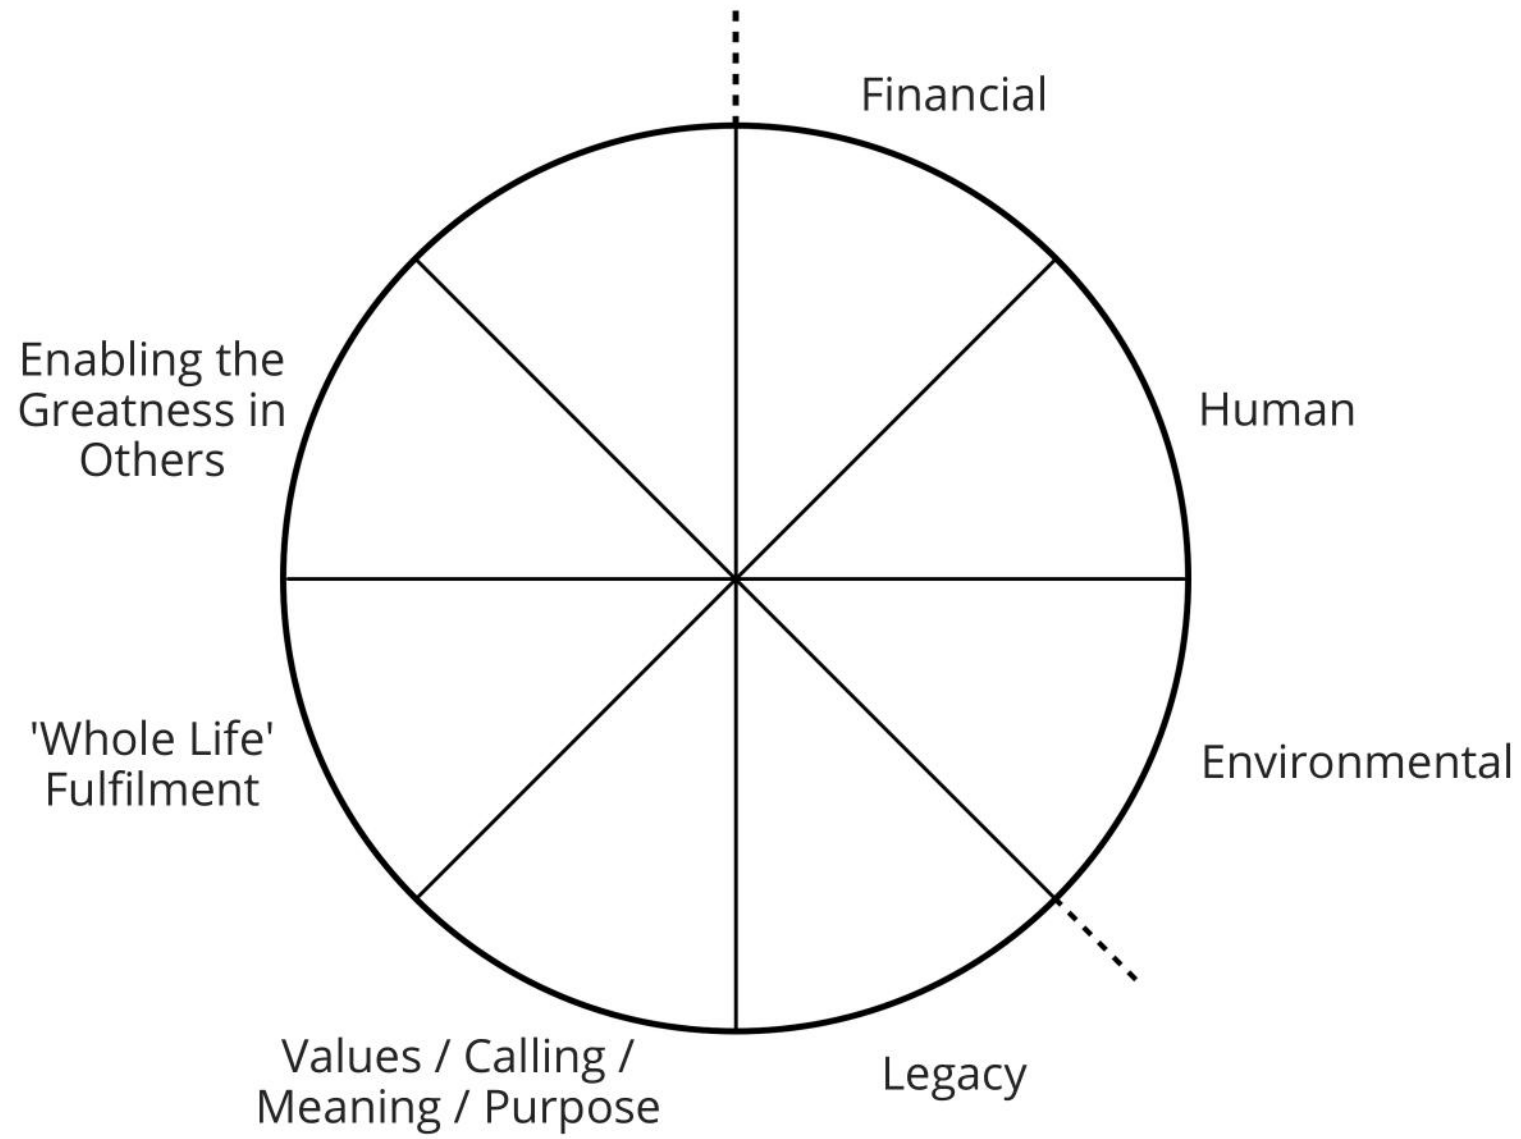 Financial
Human
Environmental
Legacy
Values / Calling /
Meaning / Purpose
'Whole Life'
Fulfilment
Enabling the
Greatness in
Others